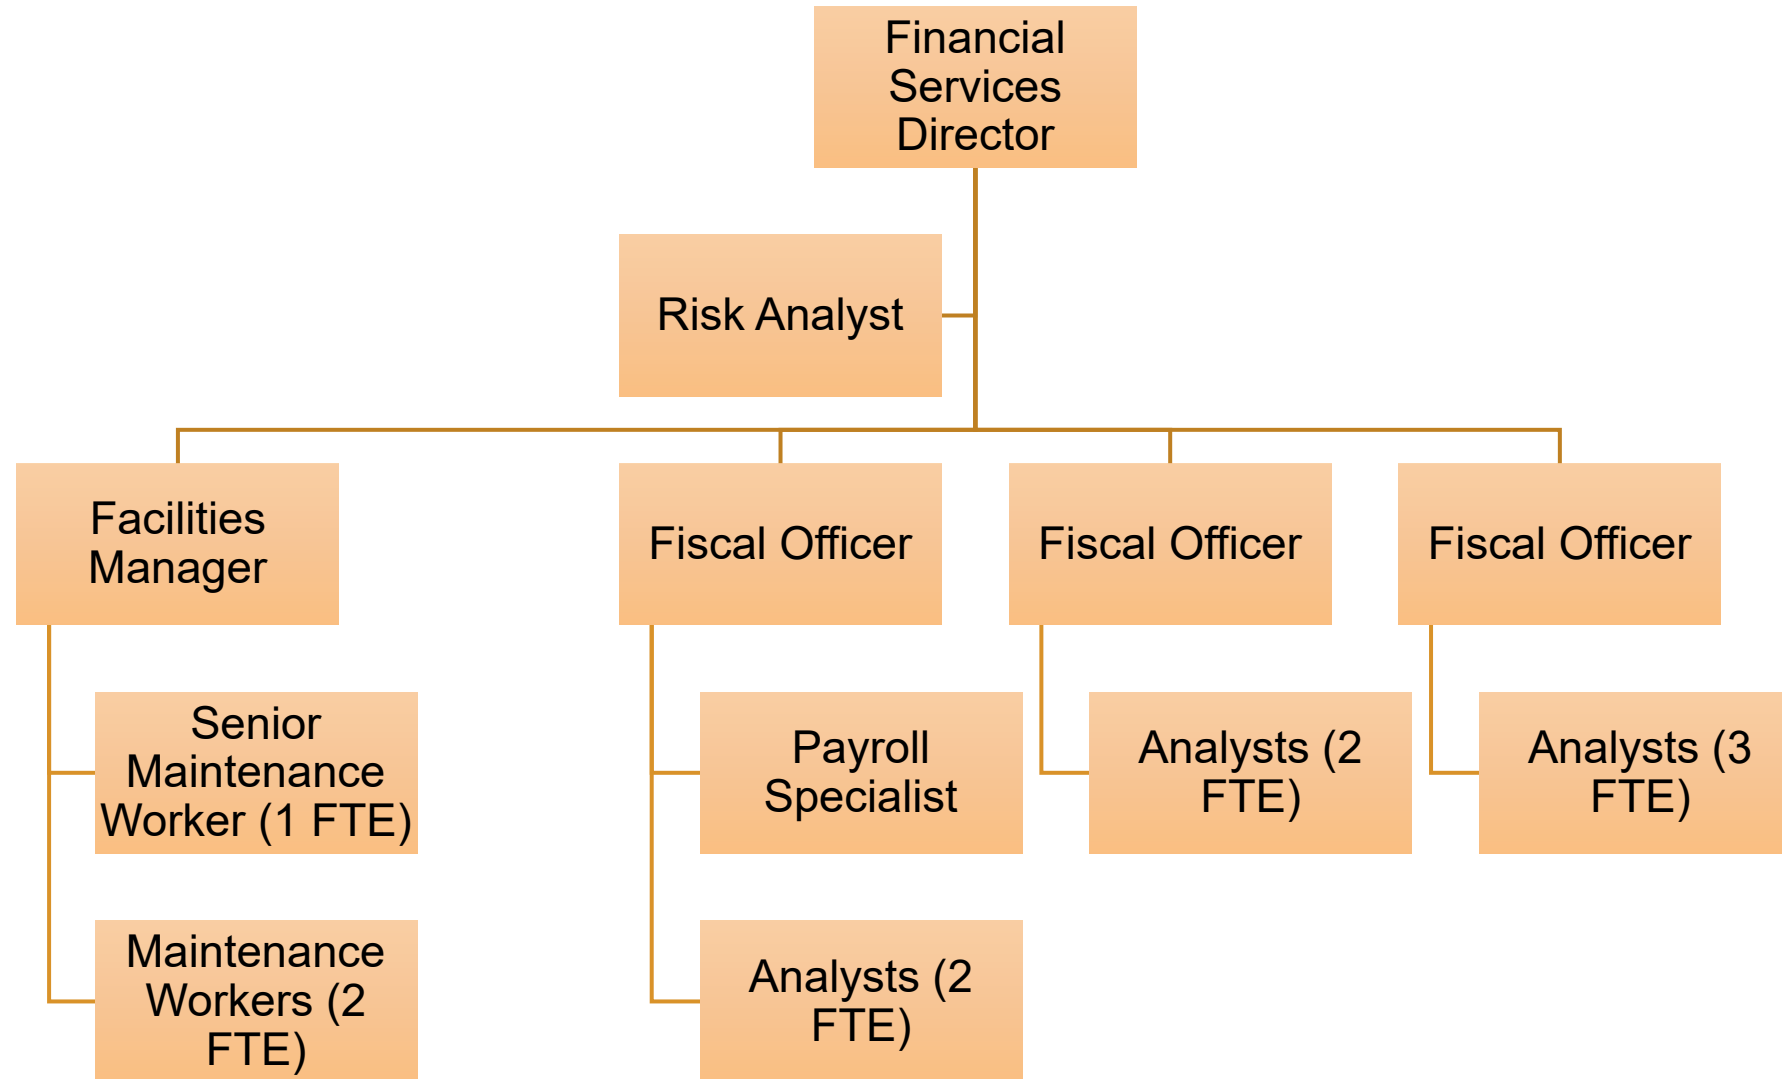 Financial
Services
Director
Risk Analyst
Facilities
Manager
Fiscal Officer
Fiscal Officer
Fiscal Officer
Senior
Maintenance
Worker (1 FTE)
Payroll
Specialist
Analysts (2
FTE)
Analysts (3
FTE)
Maintenance
Workers (2
FTE)
Analysts (2
FTE)